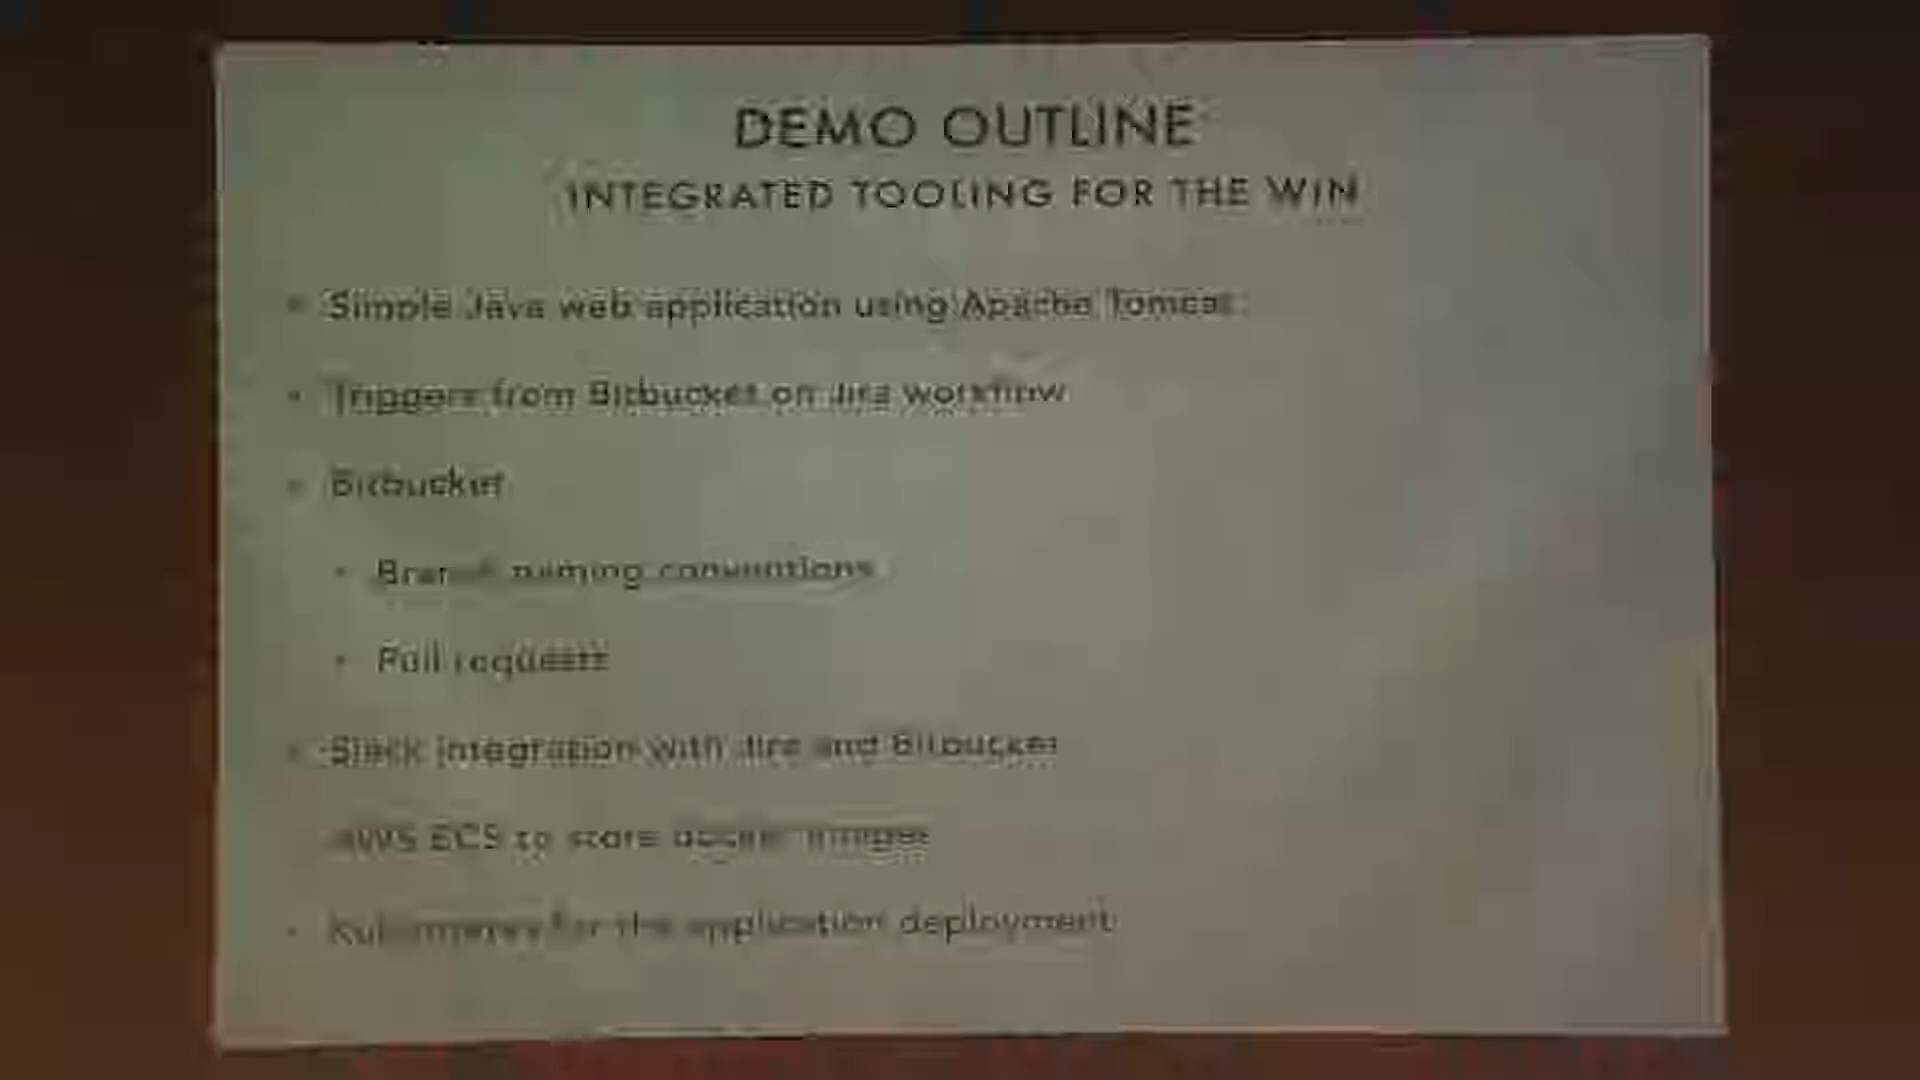 DEMO OUTLINE
INTEGRATED TOOLING FOR THE WIN
• Simple Java web application using Apache Tomcat
• Triggers from Bitbucket on Jira workflow
• Bitbucket
• Branch naming conventions
• Pull requests
• Slack integration with Jira and Bitbucket
AWS ECS to store docker images
• Kubernetes for the application deployment